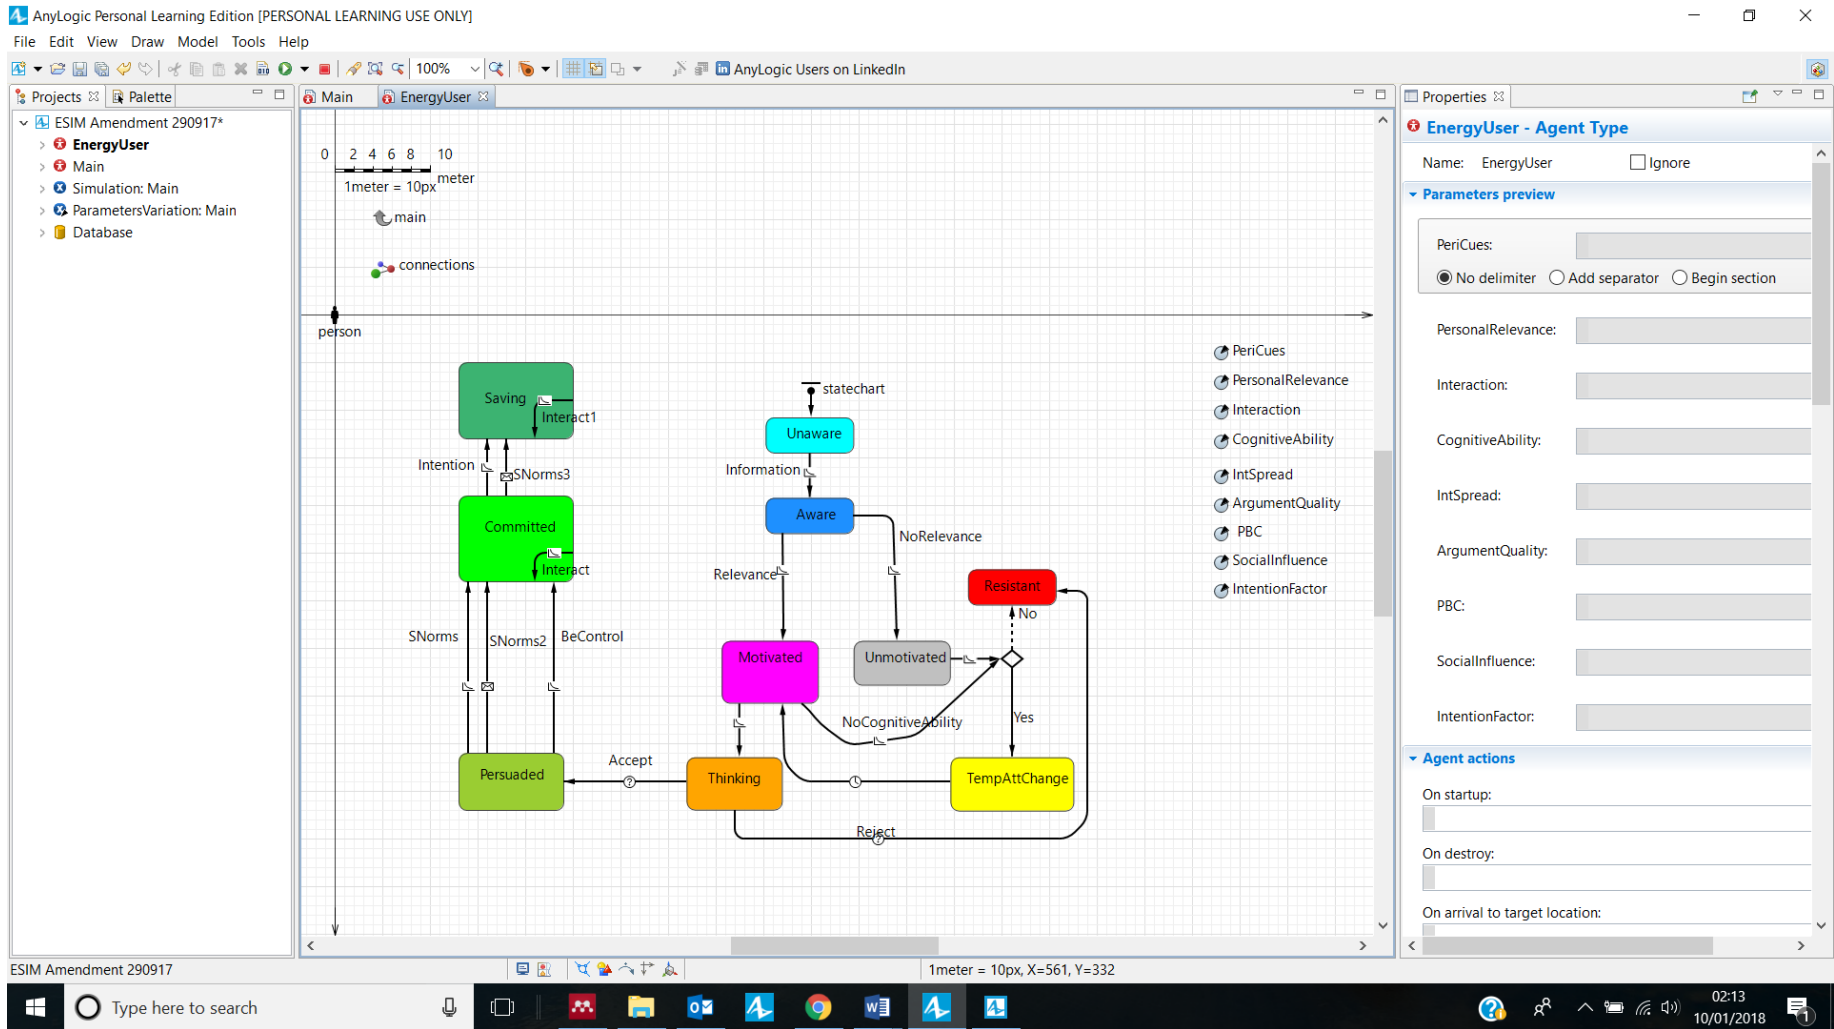 AnyLogic Personal Learning Edition [PERSONAL LEARNING USE ONLY]
File Edit View Draw Model Tools Help
100% AnyLogic Users on LinkedIn
Projects Palette
ESIM Amendment 290917*
EnergyUser
Main
Simulation: Main
ParametersVariation: Main
Database
Main EnergyUser
0 2 4 6 8 10
meter
1meter = 10px
main
connections
person
Saving
Interact1
Intention
SNorms3
Committed
Interact
SNorms
SNorms2
BeControl
Persuaded
Accept
statechart
Unaware
Information
Aware
NoRelevance
Relevance
Resistant
No
Motivated
Unmotivated
NoCognitiveAbility
Yes
Thinking
TempAttChange
Reject
PeriCues
PersonalRelevance
Interaction
CognitiveAbility
IntSpread
ArgumentQuality
PBC
SocialInfluence
IntentionFactor
Properties
EnergyUser - Agent Type
Name: EnergyUser Ignore
Parameters preview
PeriCues:
No delimiter Add separator Begin section
PersonalRelevance:
Interaction:
CognitiveAbility:
IntSpread:
ArgumentQuality:
PBC:
SocialInfluence:
IntentionFactor:
Agent actions
On startup:
On destroy:
On arrival to target location:
ESIM Amendment 290917
1meter = 10px, X=561, Y=332
Type here to search
02:13
10/01/2018
1